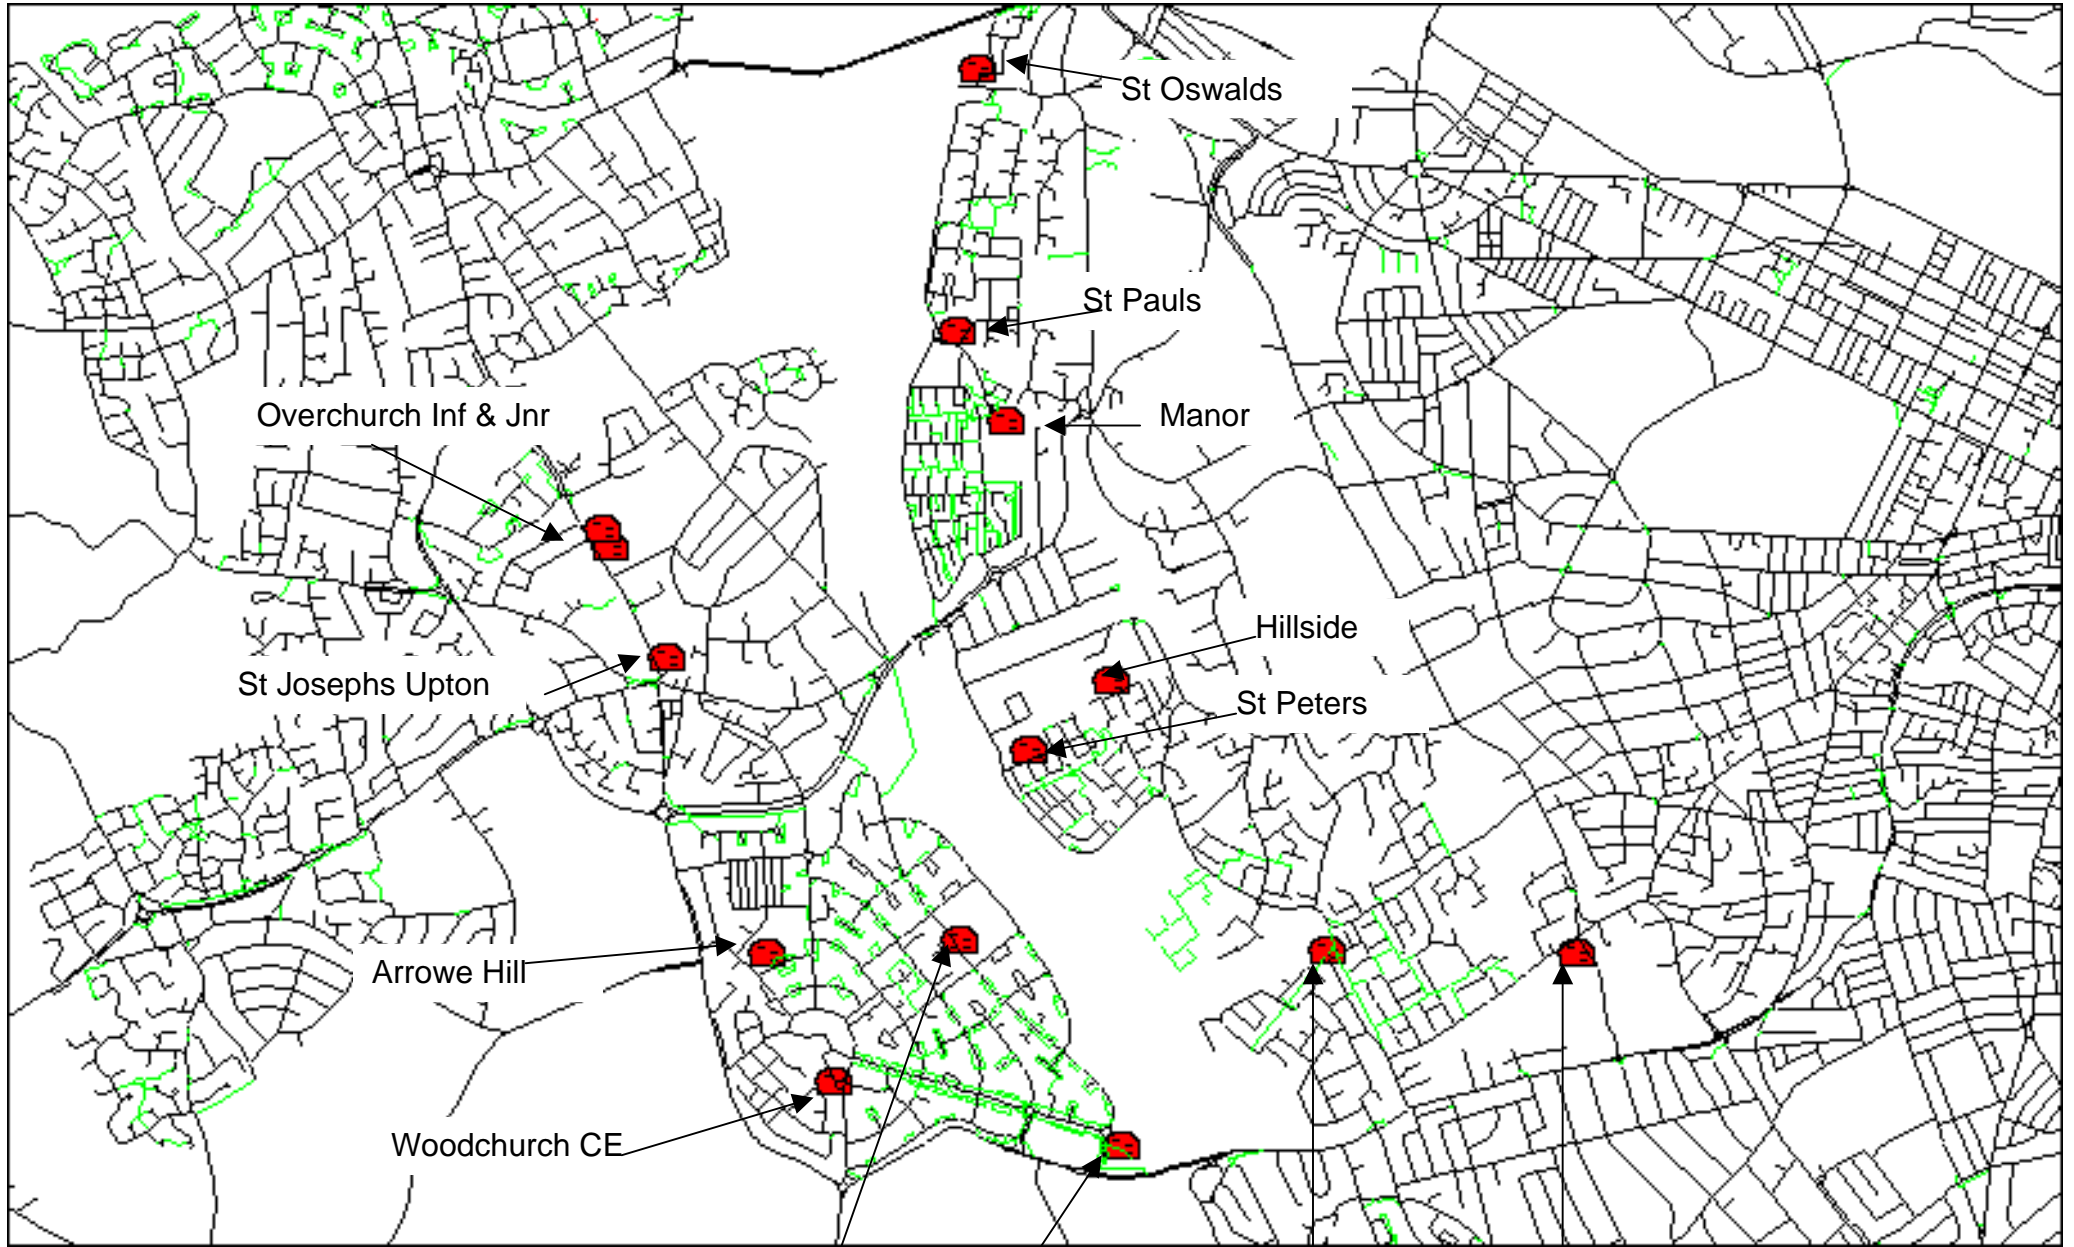 St Oswalds
St Pauls
Overchurch Inf & Jnr
Manor
Hillside
St Josephs Upton
St Peters
Arrowe Hill
Woodchurch CE